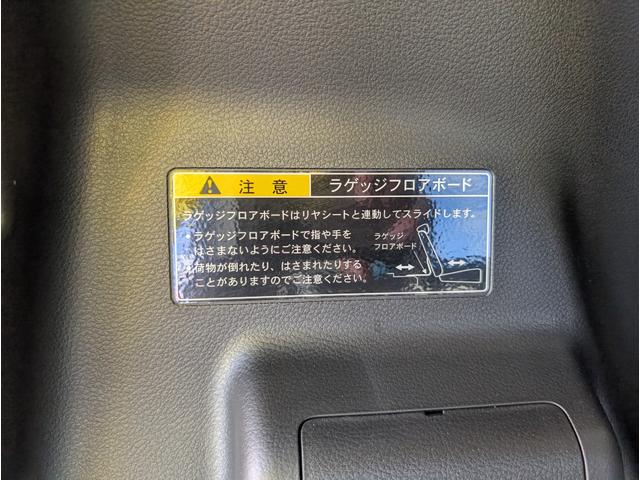 注意 ラゲッジフロアボード
ラゲッジフロアボードはリヤシートと連動してスライドします。
・ラゲッジフロアボードで指や手を
はさまないようにご注意ください。
・荷物が倒れたり、はさまれたりする
ことがありますのでご注意ください。
ラゲッジ
フロアボード